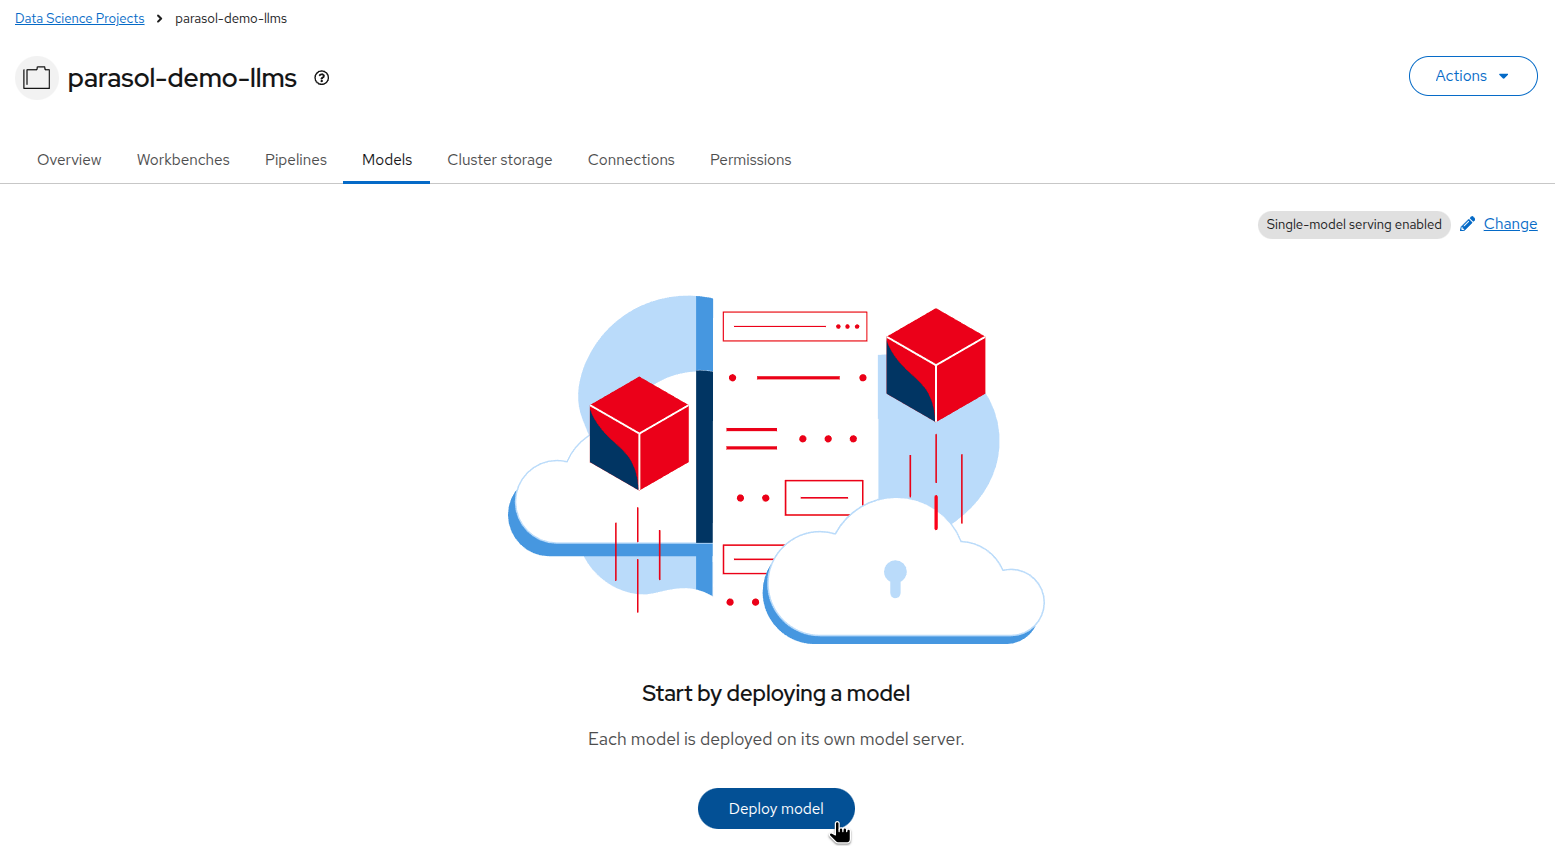 Data Science Projects > parasol-demo-llms
parasol-demo-llms
Actions
Overview Workbenches Pipelines Models Cluster storage Connections Permissions
Single-model serving enabled Change
Start by deploying a model
Each model is deployed on its own model server.
Deploy model